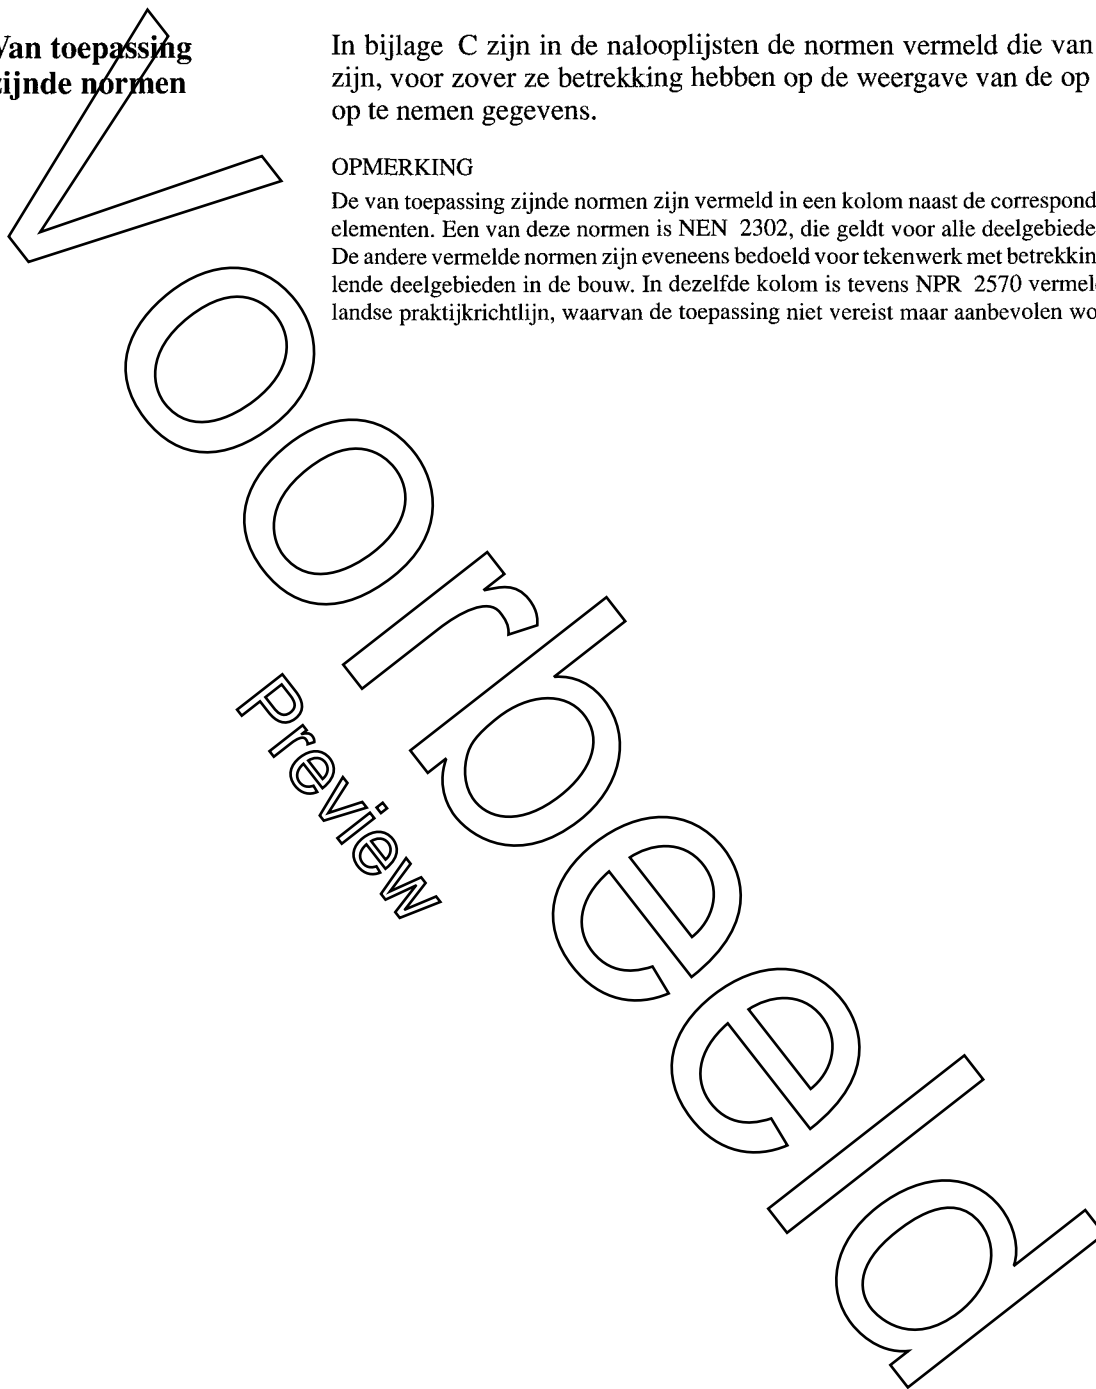 Van toepassing
zijnde normen
In bijlage C zijn in de nalooplijsten de normen vermeld die van
zijn, voor zover ze betrekking hebben op de weergave van de op
op te nemen gegevens.
OPMERKING
De van toepassing zijnde normen zijn vermeld in een kolom naast de correspond
elementen. Een van deze normen is NEN 2302, die geldt voor alle deelgebiede
De andere vermelde normen zijn eveneens bedoeld voor tekenwerk met betrekkin
lende deelgebieden in de bouw. In dezelfde kolom is tevens NPR 2570 vermel
landse praktijkrichtlijn, waarvan de toepassing niet vereist maar aanbevolen wo
Voorbeeld
Preview